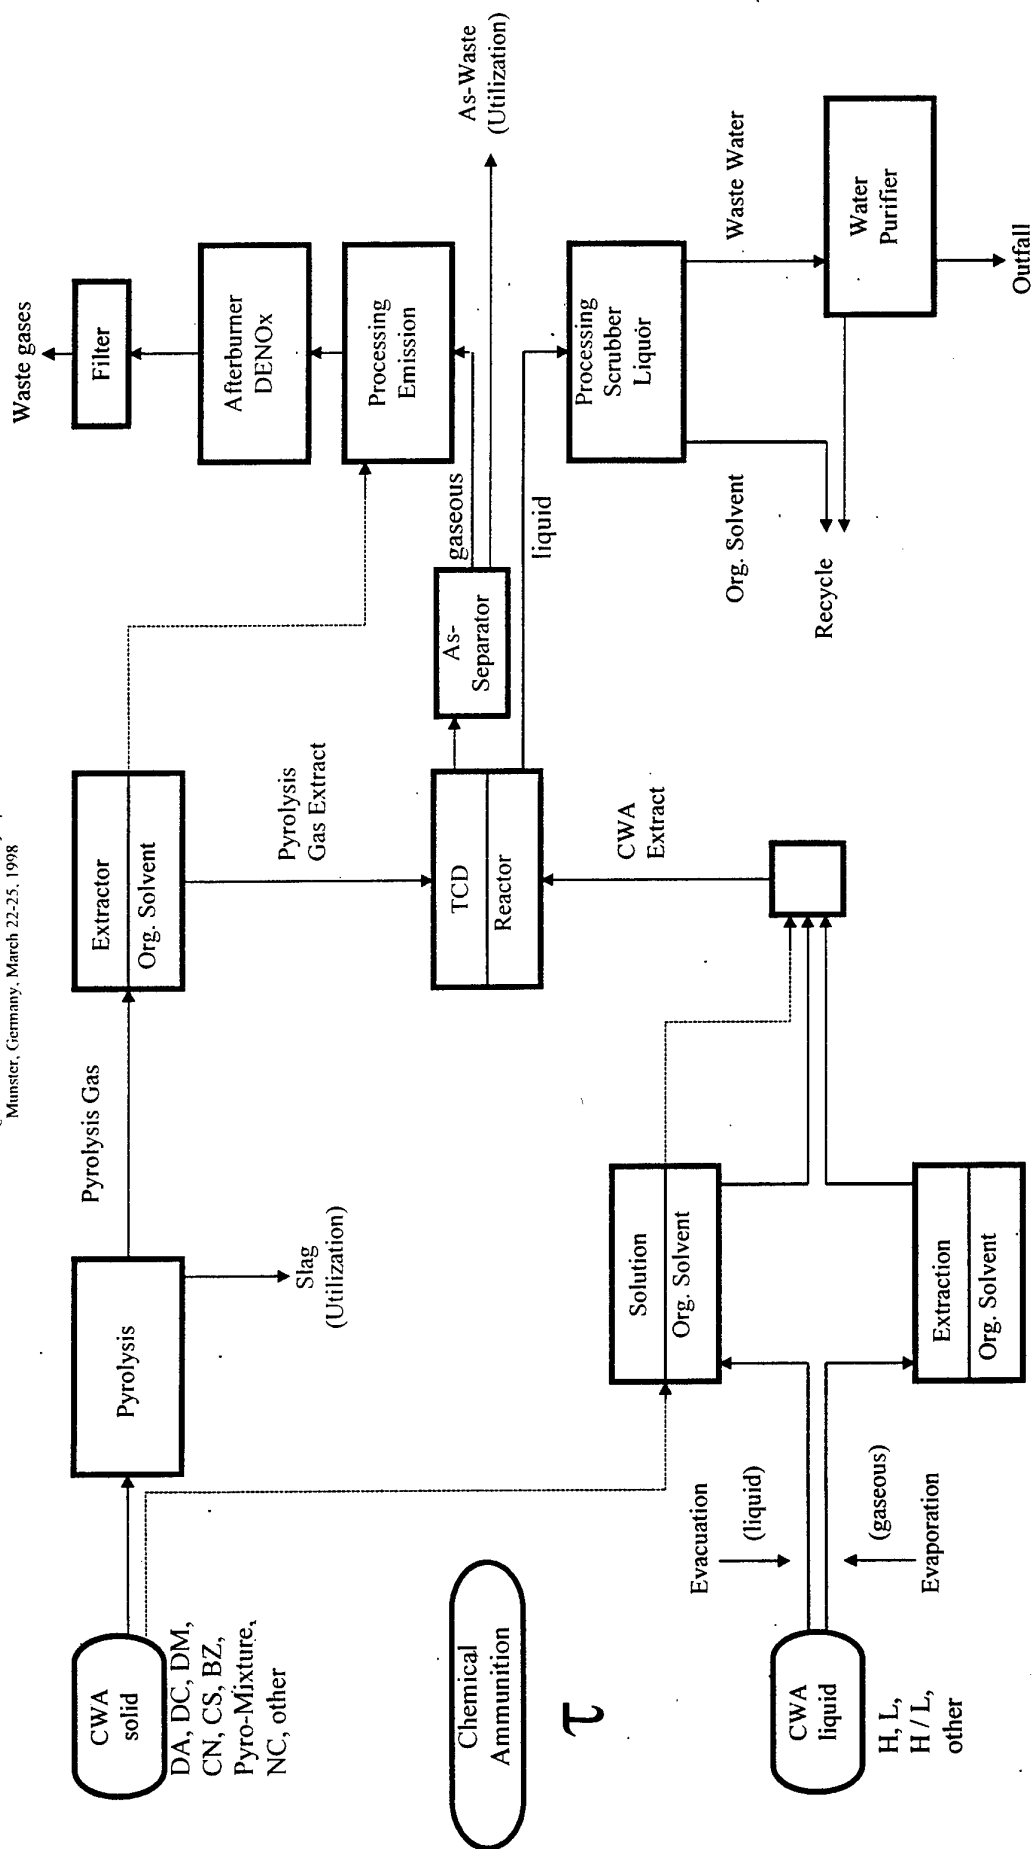 Munster, Germany, March 22-25, 1998
CWA
solid
DA, DC, DM,
CN, CS, BZ,
Pyro-Mixture,
NC, other
Pyrolysis
Slag
(Utilization)
Pyrolysis Gas
Extractor
Org. Solvent
Pyrolysis
Gas Extract
Waste gases
Filter
Afterburner
DENOx
Processing
Emission
Chemical
Ammunition
τ
TCD
Reactor
As-
Separator
gaseous
liquid
As-Waste
(Utilization)
CWA
Extract
Processing
Scrubber
Liquor
Org. Solvent
Waste Water
Recycle
Water
Purifier
Outfall
CWA
liquid
H, L,
H / L,
other
Evacuation
(liquid)
(gaseous)
Evaporation
Solution
Org. Solvent
Extraction
Org. Solvent